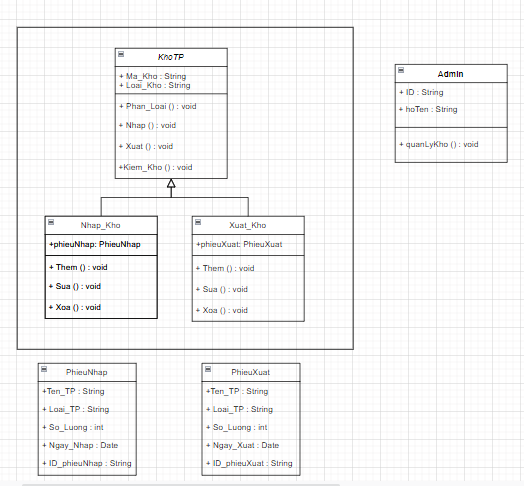 KhoTP
+ Ma_Kho : String
+ Loai_Kho : String
+ Phan_Loai () : void
+ Nhap () : void
+ Xuat () : void
+Kiem_Kho () : void
Admin
+ ID : String
+ hoTen : String
+ quanLyKho () : void
Nhap_Kho
+phieuNhap: PhieuNhap
+ Them () : void
+ Sua () : void
+ Xoa () : void
Xuat_Kho
+phieuXuat: PhieuXuat
+ Them () : void
+ Sua () : void
+ Xoa () : void
PhieuNhap
+Ten_TP : String
+ Loai_TP : String
+ So_Luong : int
+ Ngay_Nhap : Date
+ ID_phieuNhap : String
PhieuXuat
+Ten_TP : String
+ Loai_TP : String
+ So_Luong : int
+ Ngay_Xuat : Date
+ ID_phieuXuat : String